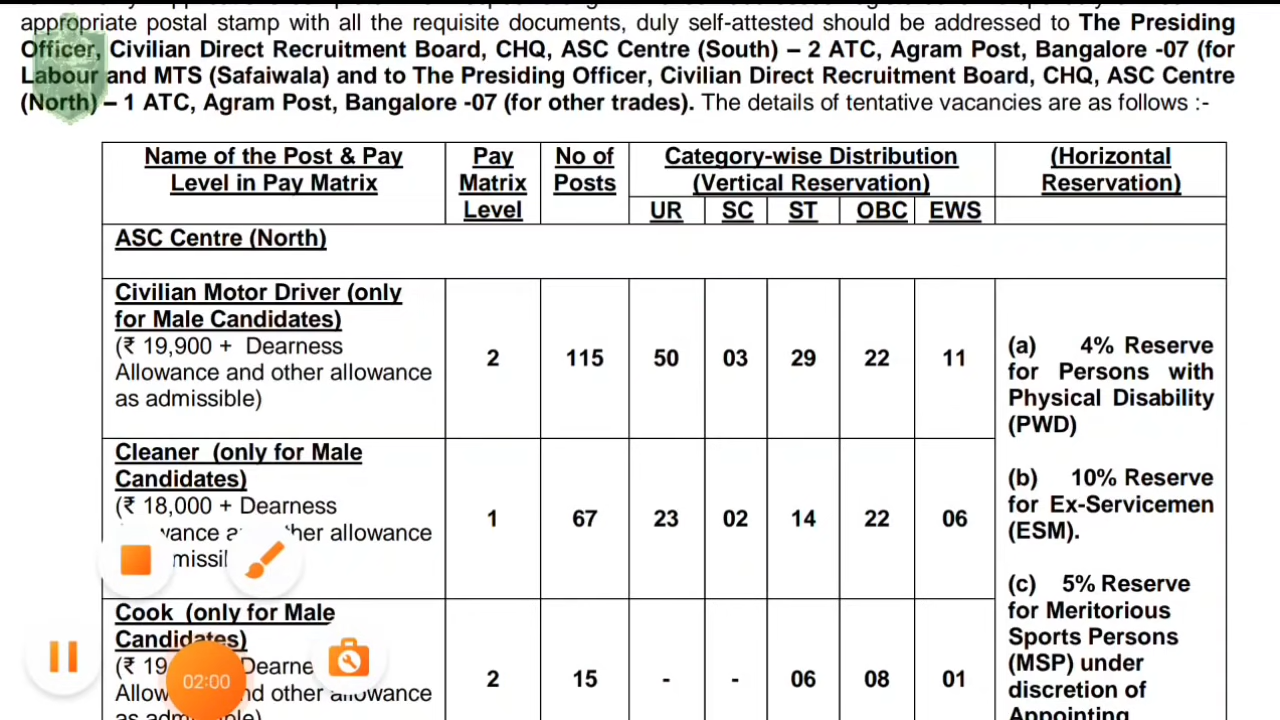 appropriate postal stamp with all the requisite documents, duly self-attested should be addressed to The Presiding
Officer, Civilian Direct Recruitment Board, CHQ, ASC Centre (South) – 2 ATC, Agram Post, Bangalore -07 (for
Labour and MTS (Safaiwala) and to The Presiding Officer, Civilian Direct Recruitment Board, CHQ, ASC Centre
(North) – 1 ATC, Agram Post, Bangalore -07 (for other trades). The details of tentative vacancies are as follows :-
Name of the Post & Pay
Level in Pay Matrix
Pay
Matrix
Level
No of
Posts
Category-wise Distribution
(Vertical Reservation)
(Horizontal
Reservation)
UR SC ST OBC EWS
ASC Centre (North)
Civilian Motor Driver (only
for Male Candidates)
(₹ 19,900 + Dearness
Allowance and other allowance
as admissible)
2 115 50 03 29 22 11
Cleaner (only for Male
Candidates)
(₹ 18,000 + Dearness
her allowance
1 67 23 02 14 22 06
Cook (only for Male
Candidates)
(₹ 19
Allow d other allowance
2 15 - - 06 08 01
(a) 4% Reserve
for Persons with
Physical Disability
(PWD)
(b) 10% Reserve
for Ex-Servicemen
(ESM).
(c) 5% Reserve
for Meritorious
Sports Persons
(MSP) under
discretion of
Appointing
02:00